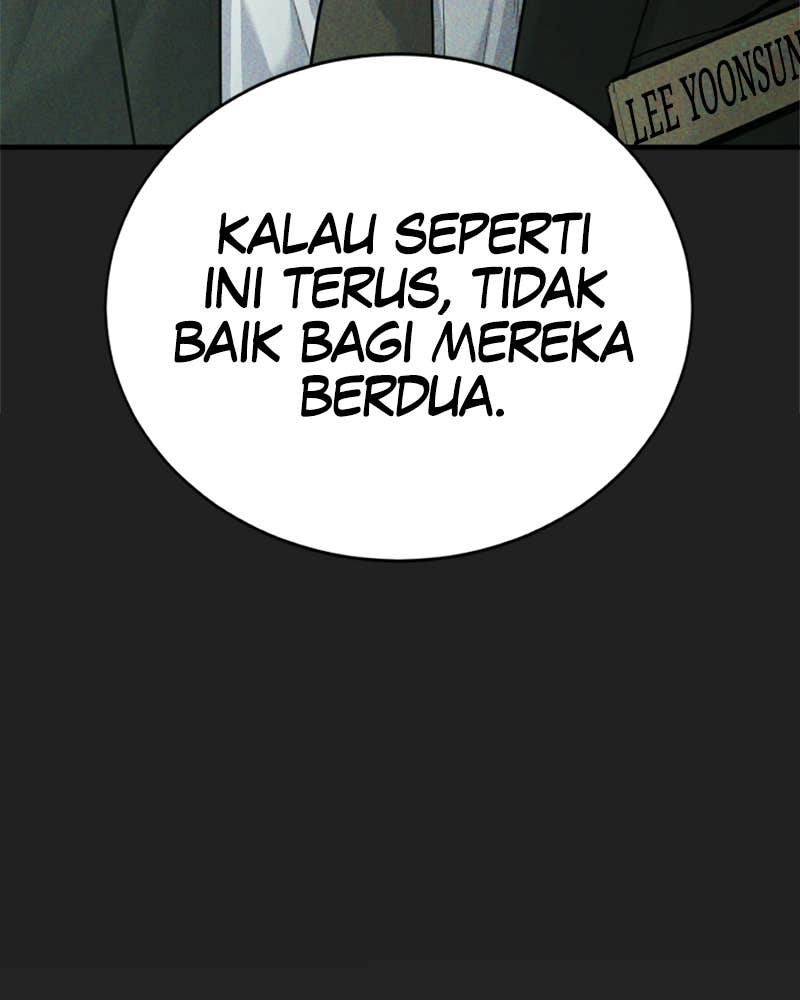 LEE YOONSUN
KALAU SEPERTI
INI TERUS, TIDAK
BAIK BAGI MEREKA
BERDUA.